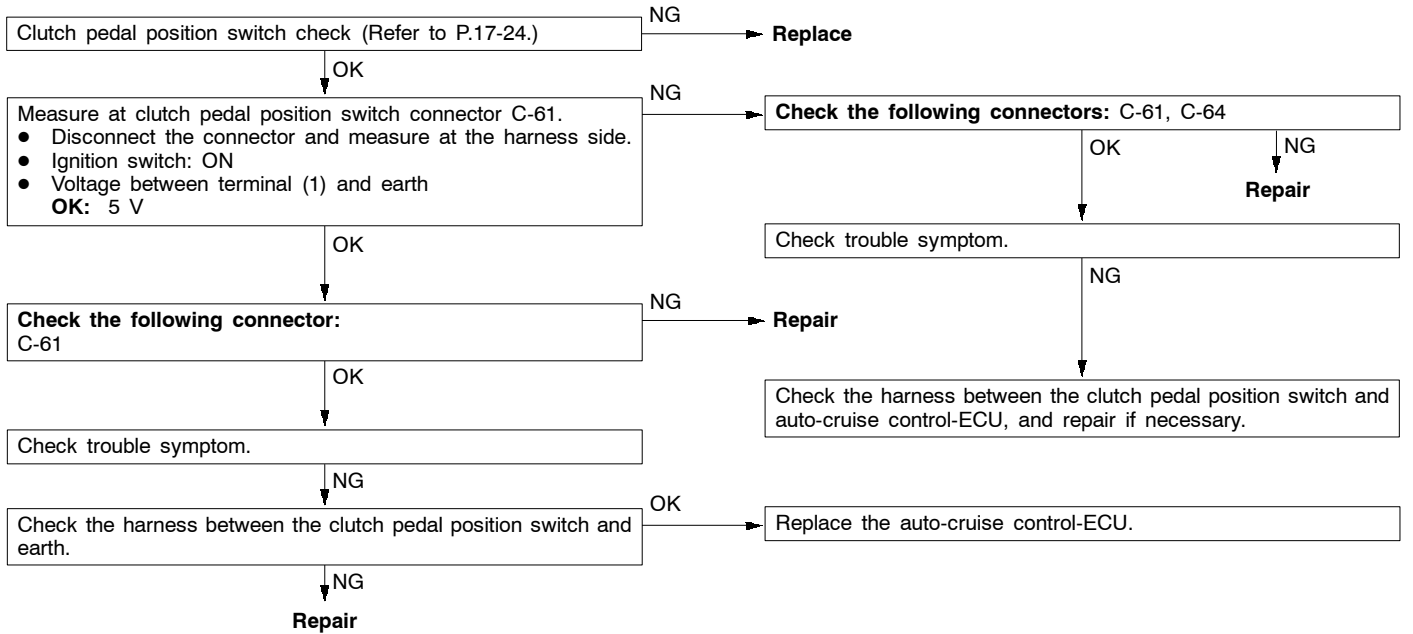 Clutch pedal position switch check (Refer to P.17-24.)
NG
Replace
OK
Measure at clutch pedal position switch connector C-61.
● Disconnect the connector and measure at the harness side.
● Ignition switch: ON
● Voltage between terminal (1) and earth
OK: 5 V
NG
Check the following connectors: C-61, C-64
OK
NG
Repair
Check trouble symptom.
NG
Check the harness between the clutch pedal position switch and
auto-cruise control-ECU, and repair if necessary.
OK
Check the following connector:
C-61
NG
Repair
OK
Check trouble symptom.
NG
Check the harness between the clutch pedal position switch and
earth.
OK
Replace the auto-cruise control-ECU.
NG
Repair